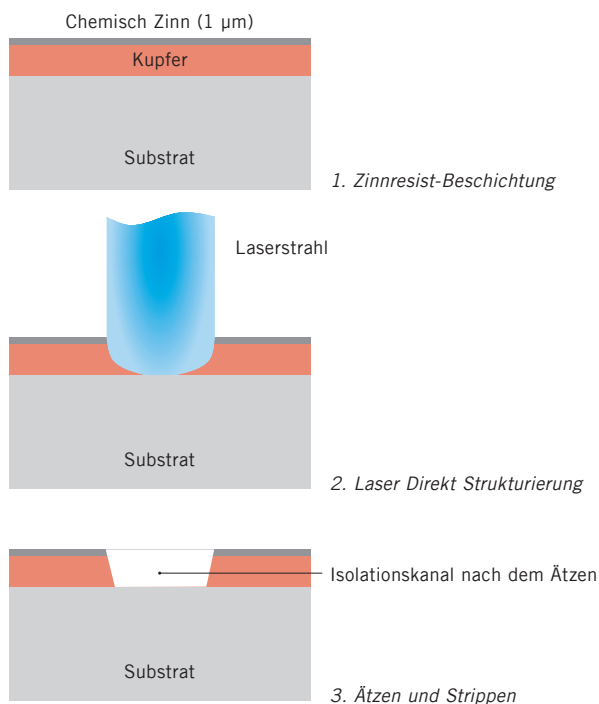 Chemisch Zinn (1 µm)
Kupfer
Substrat
1. Zinnresist-Beschichtung
Laserstrahl
Substrat
2. Laser Direkt Strukturierung
Isolationskanal nach dem Ätzen
Substrat
3. Ätzen und Strippen